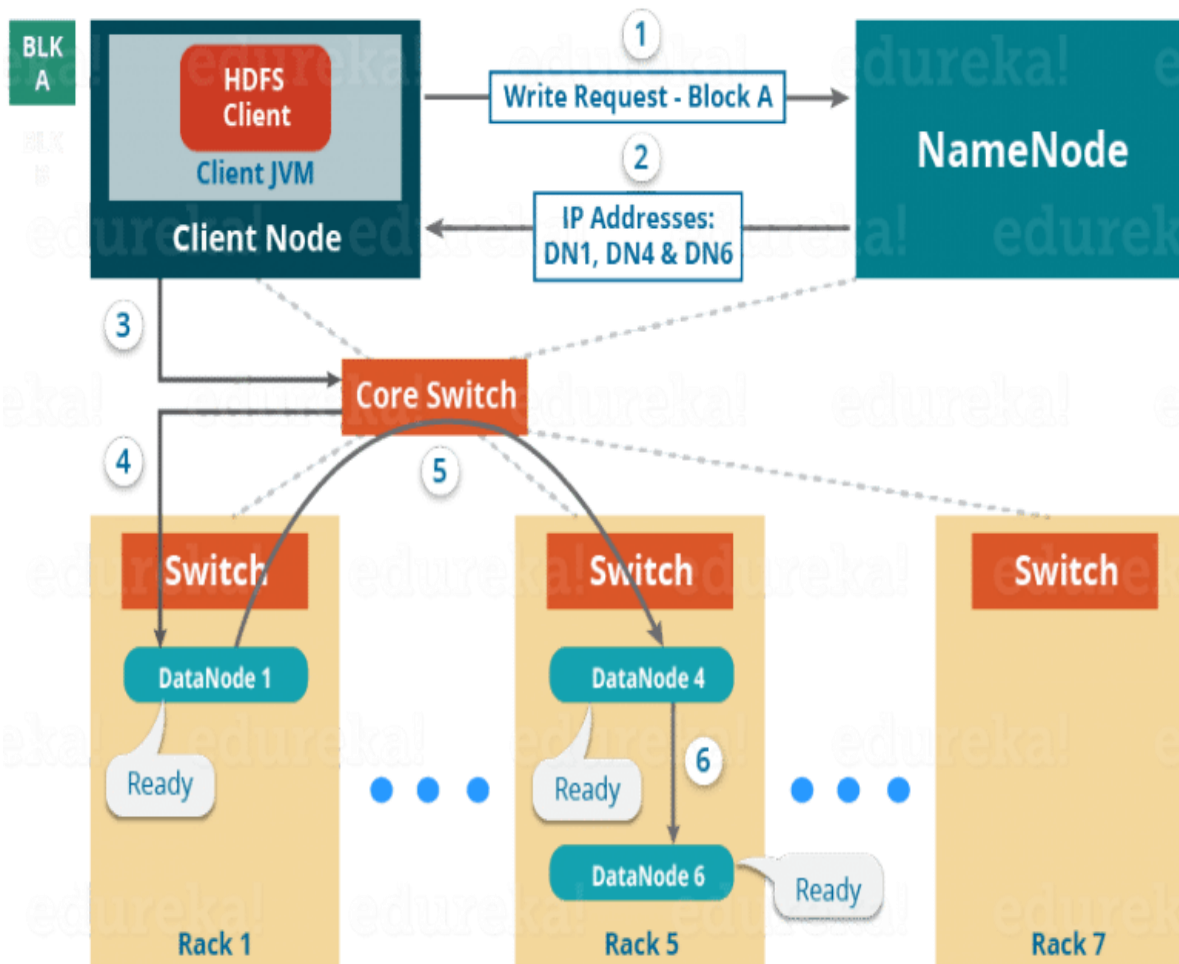 BLK
A
HDFS
Client
Client JVM
Client Node
1
Write Request - Block A
2
IP Addresses:
DN1, DN4 & DN6
NameNode
3
Core Switch
4
5
Switch
Switch
Switch
DataNode 1
DataNode 4
Ready
Ready
6
DataNode 6
Ready
Rack 1
Rack 5
Rack 7
edureka!